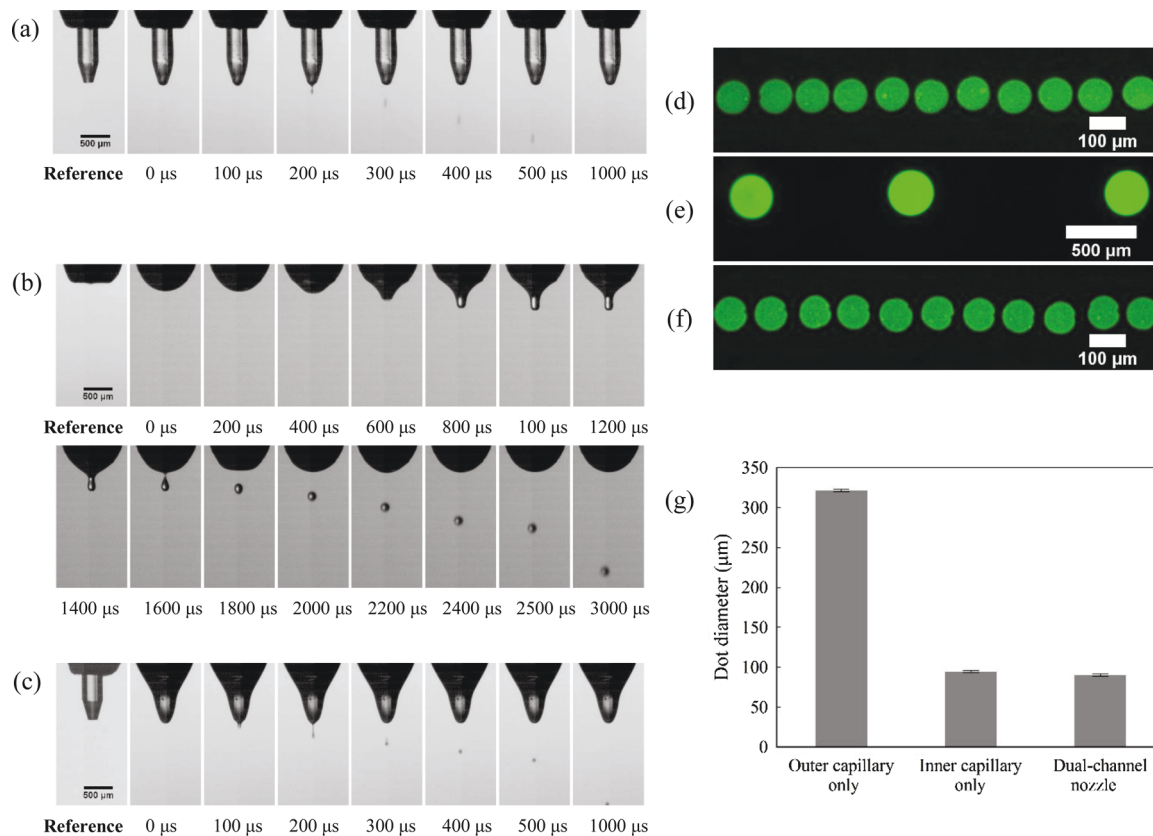 (a)
500 µm
Reference 0 µs 100 µs 200 µs 300 µs 400 µs 500 µs 1000 µs
(b)
500 µm
Reference 0 µs 200 µs 400 µs 600 µs 800 µs 100 µs 1200 µs
1400 µs 1600 µs 1800 µs 2000 µs 2200 µs 2400 µs 2500 µs 3000 µs
(c)
500 µm
Reference 0 µs 100 µs 200 µs 300 µs 400 µs 500 µs 1000 µs
(d)
100 µm
(e)
500 µm
(f)
100 µm
(g)
Dot diameter (µm)
350
300
250
200
150
100
50
0
Outer capillary only
Inner capillary only
Dual-channel nozzle